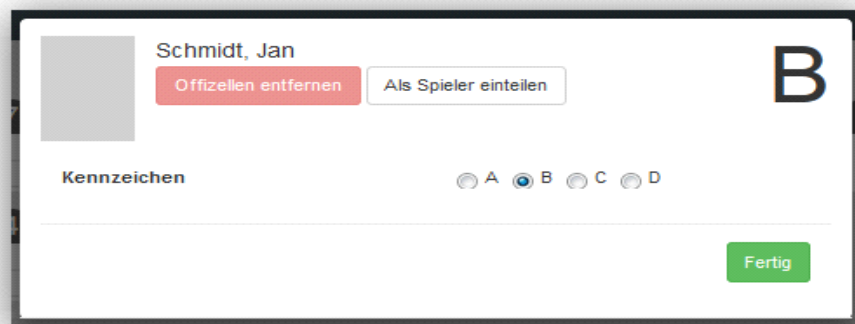 Schmidt, Jan
Offizellen entfernen Als Spieler einteilen
B
Kennzeichen A B C D
Fertig